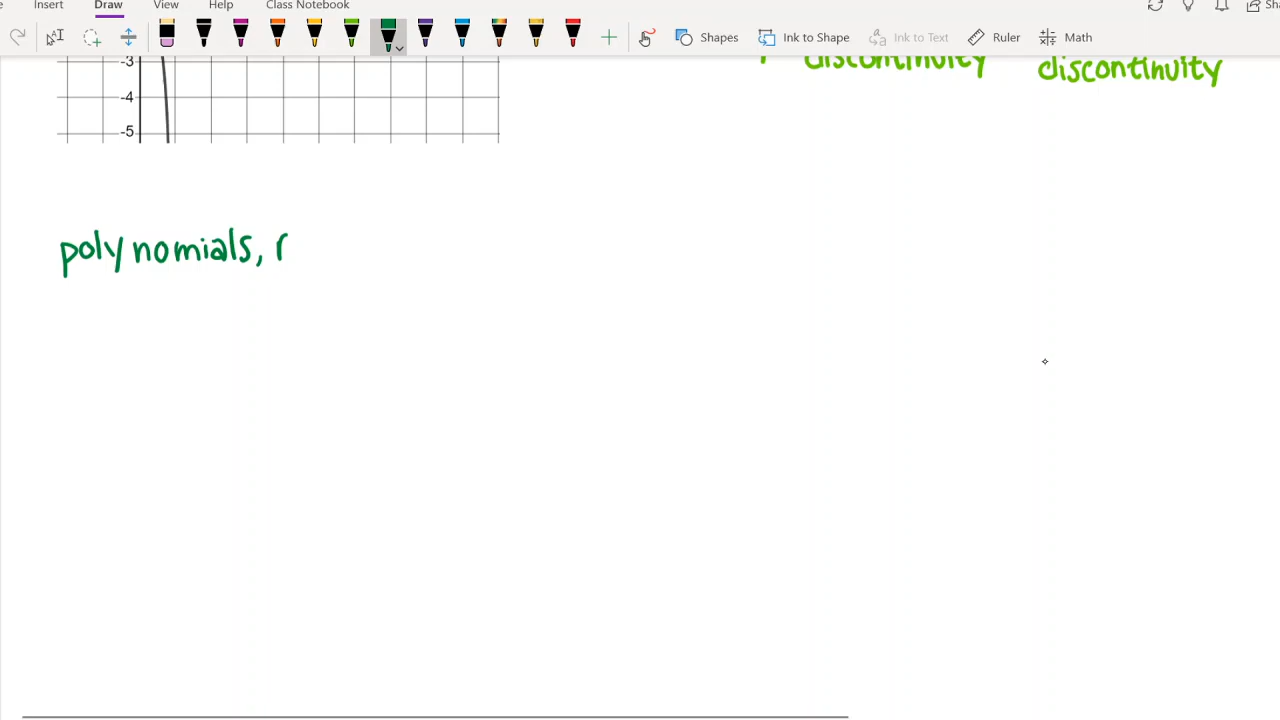 Insert Draw View Help Class Notebook
Shapes Ink to Shape Ink to Text Ruler Math
-3
discontinuity
discontinuity
-4
-5
polynomials, r